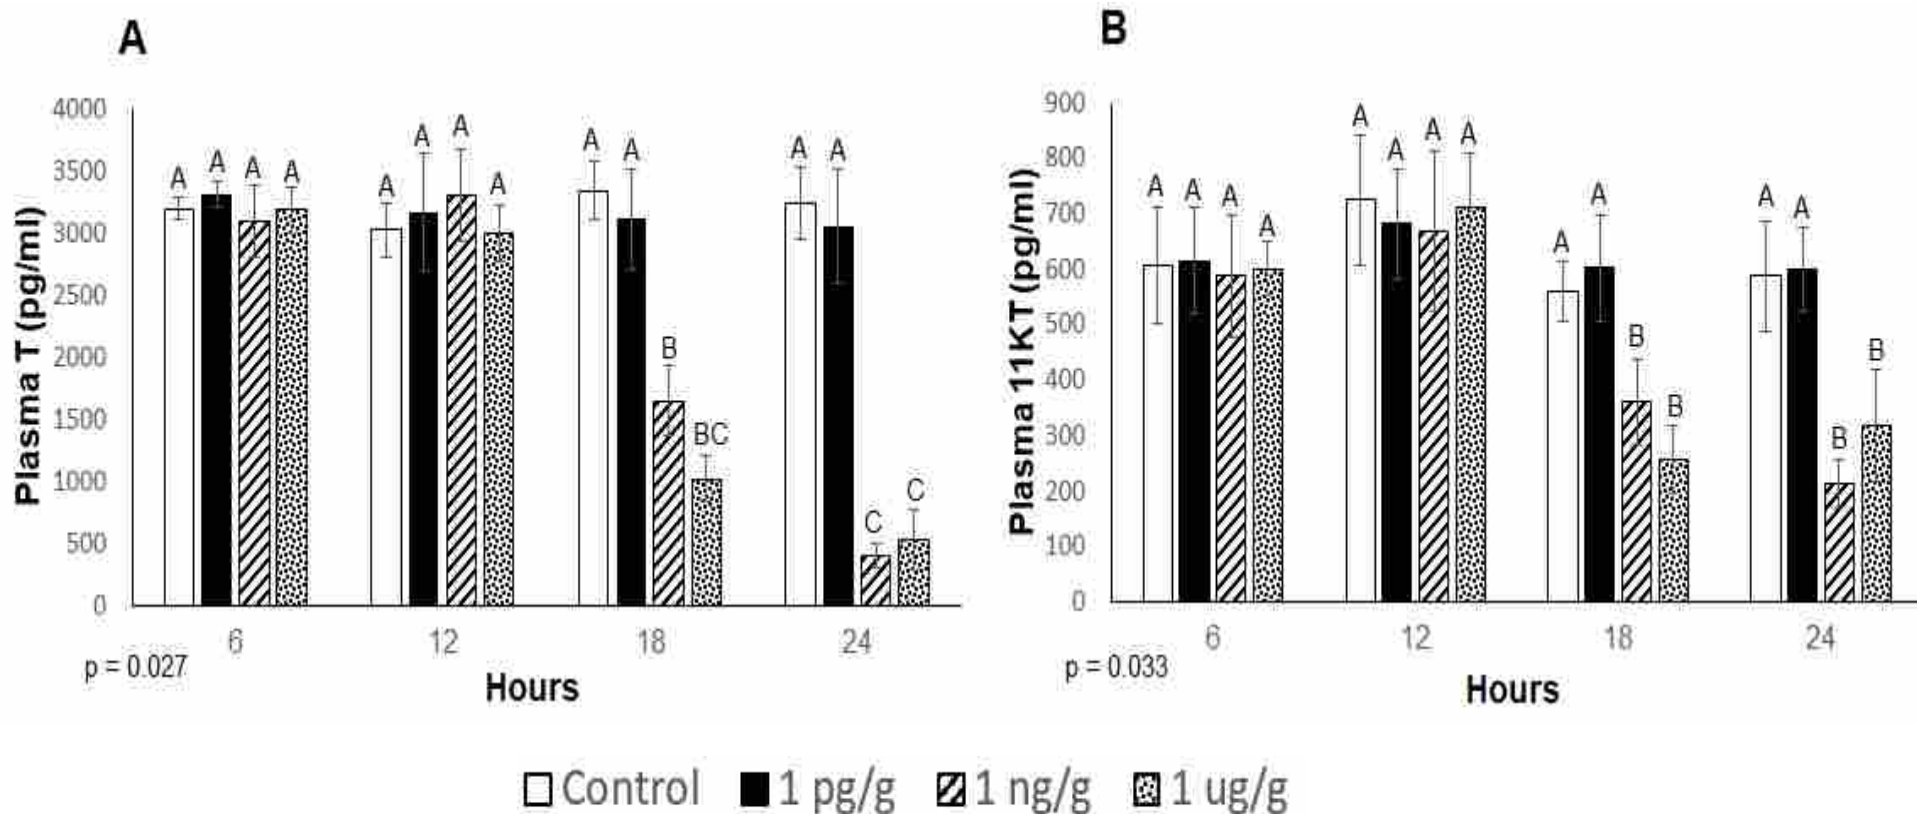 A
Plasma T (pg/ml)
4000
3500
3000
2500
2000
1500
1000
500
0
A A A A
A A A A
A A B BC
A A C C
6 12 18 24
p = 0.027
Hours
B
Plasma 11KT (pg/ml)
900
800
700
600
500
400
300
200
100
0
A A A A
A A A A
A A B B
A A B B
6 12 18 24
p = 0.033
Hours
Control 1 pg/g 1 ng/g 1 ug/g